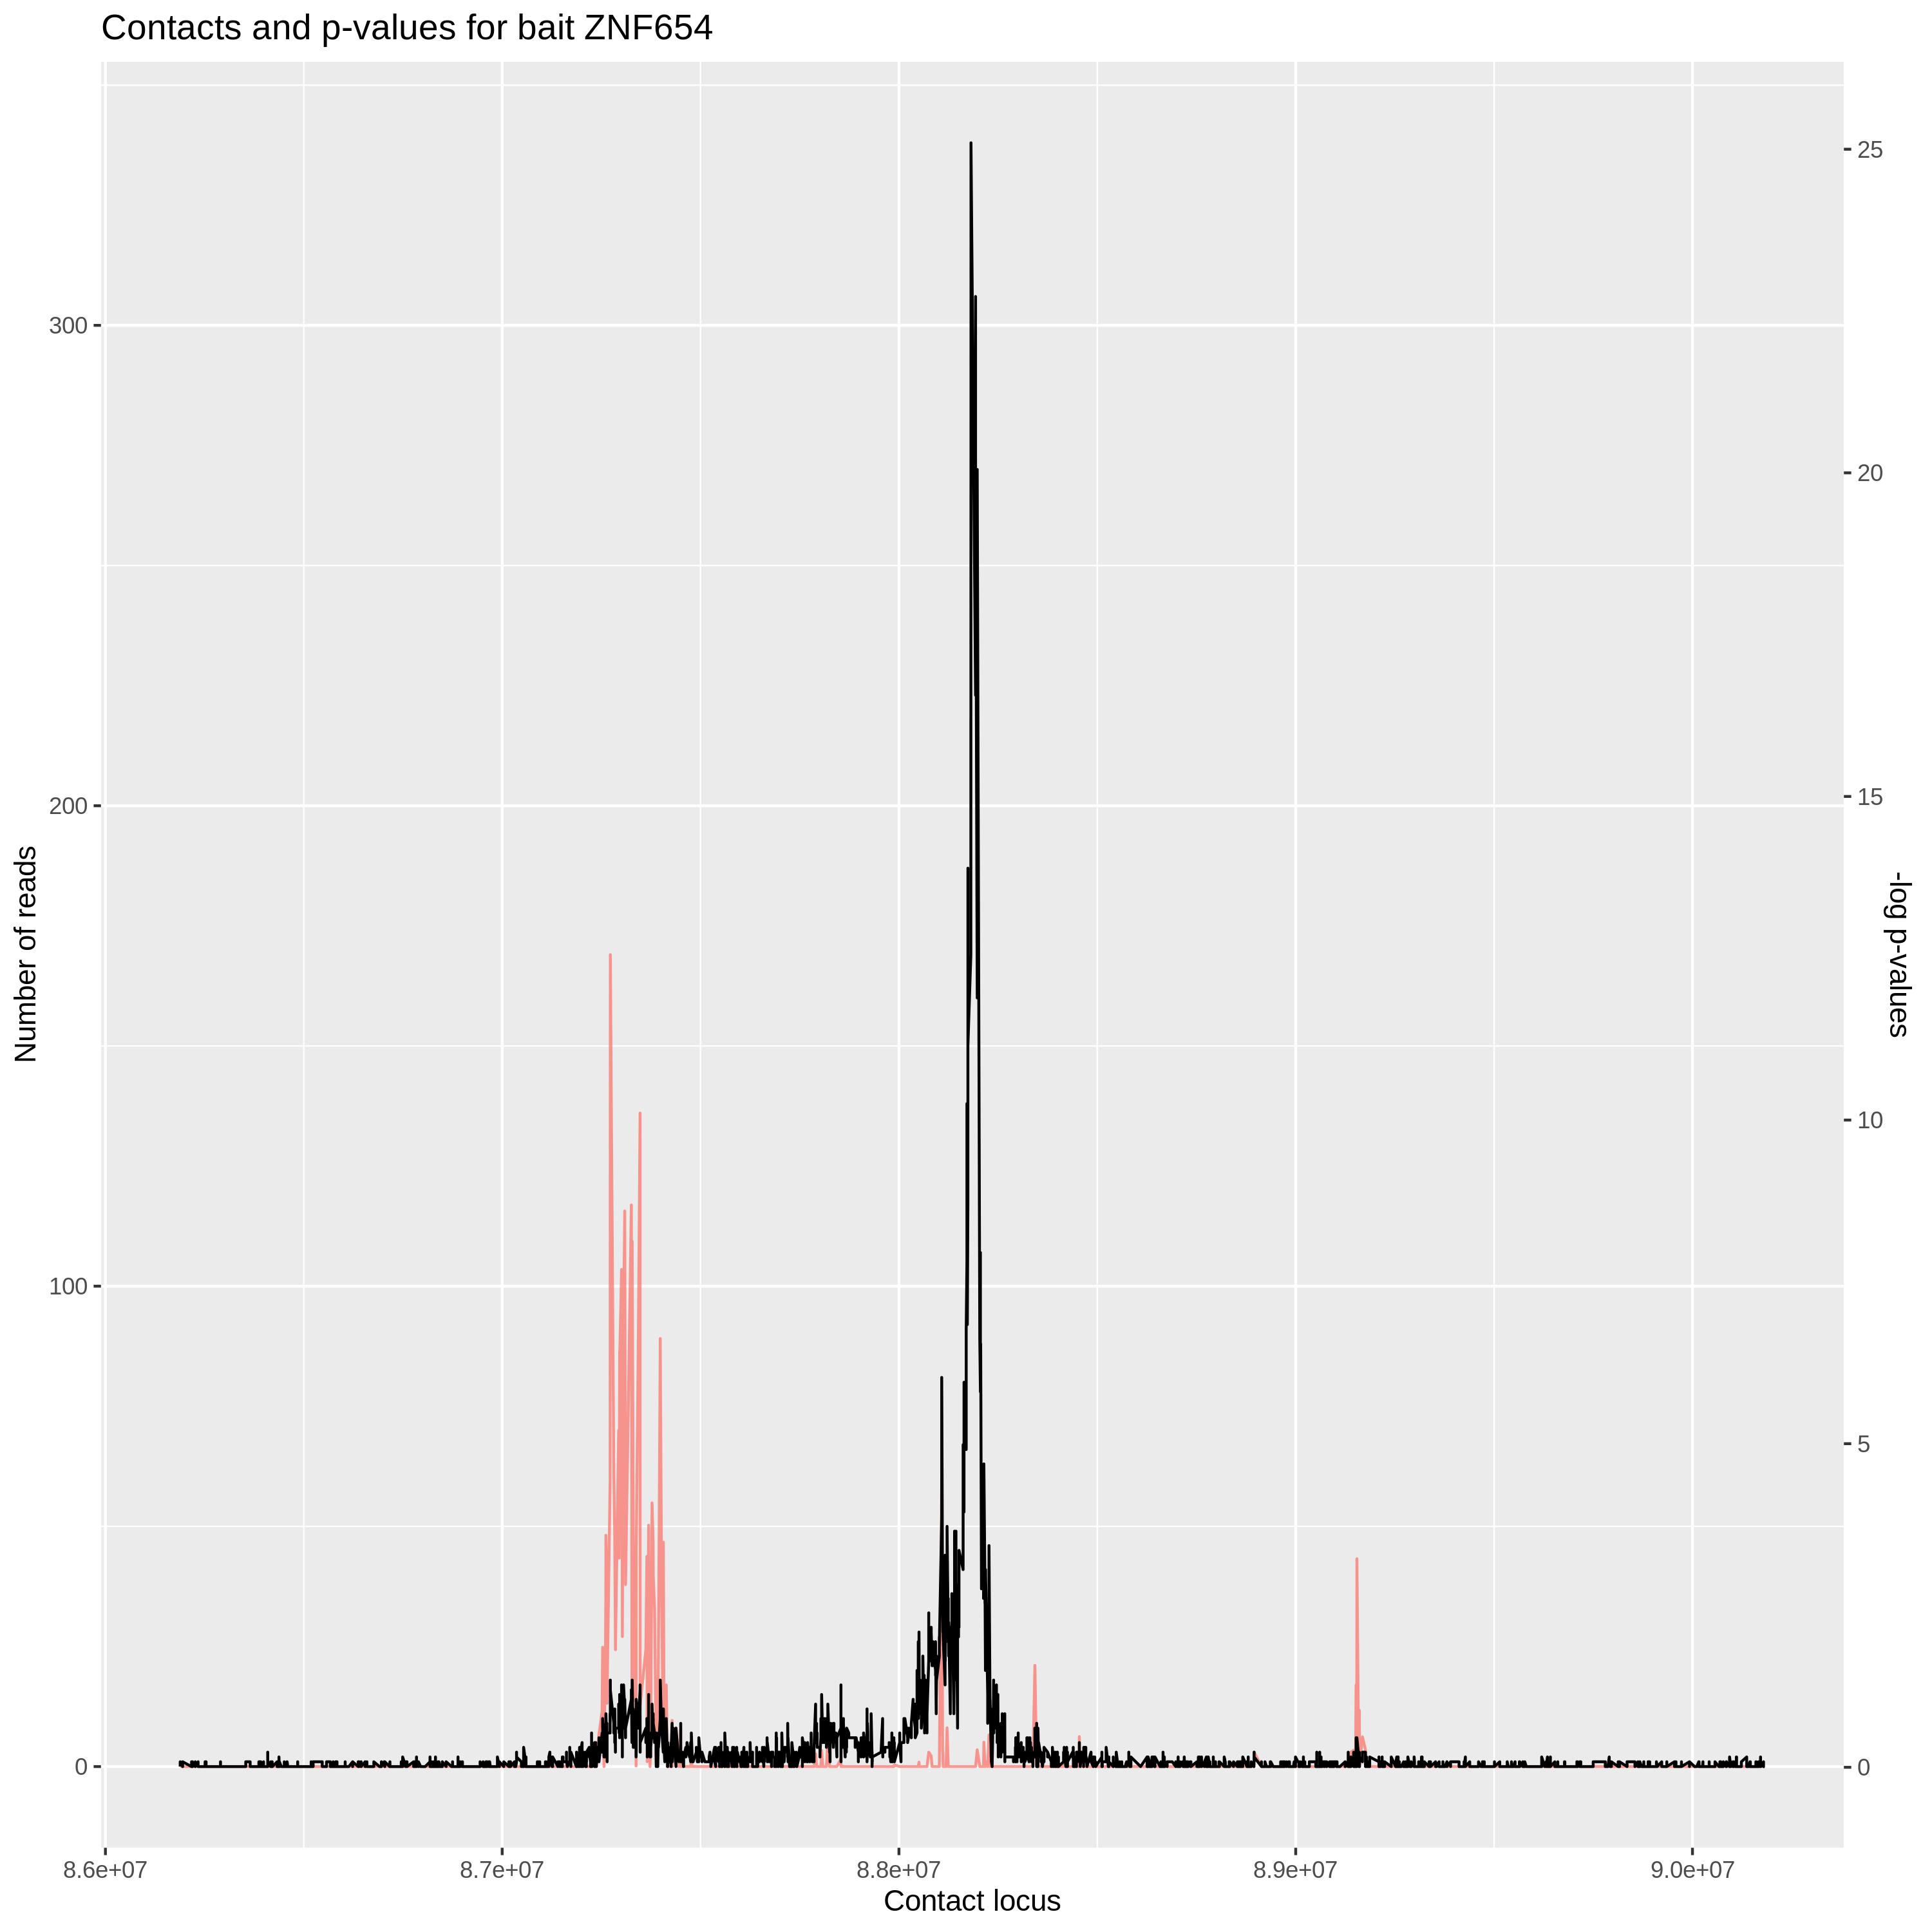 Contacts and p-values for bait ZNF654
Number of reads
300
200
100
0
25
20
15
10
5
0
-log p-values
8.6e+07
8.7e+07
8.8e+07
8.9e+07
9.0e+07
Contact locus